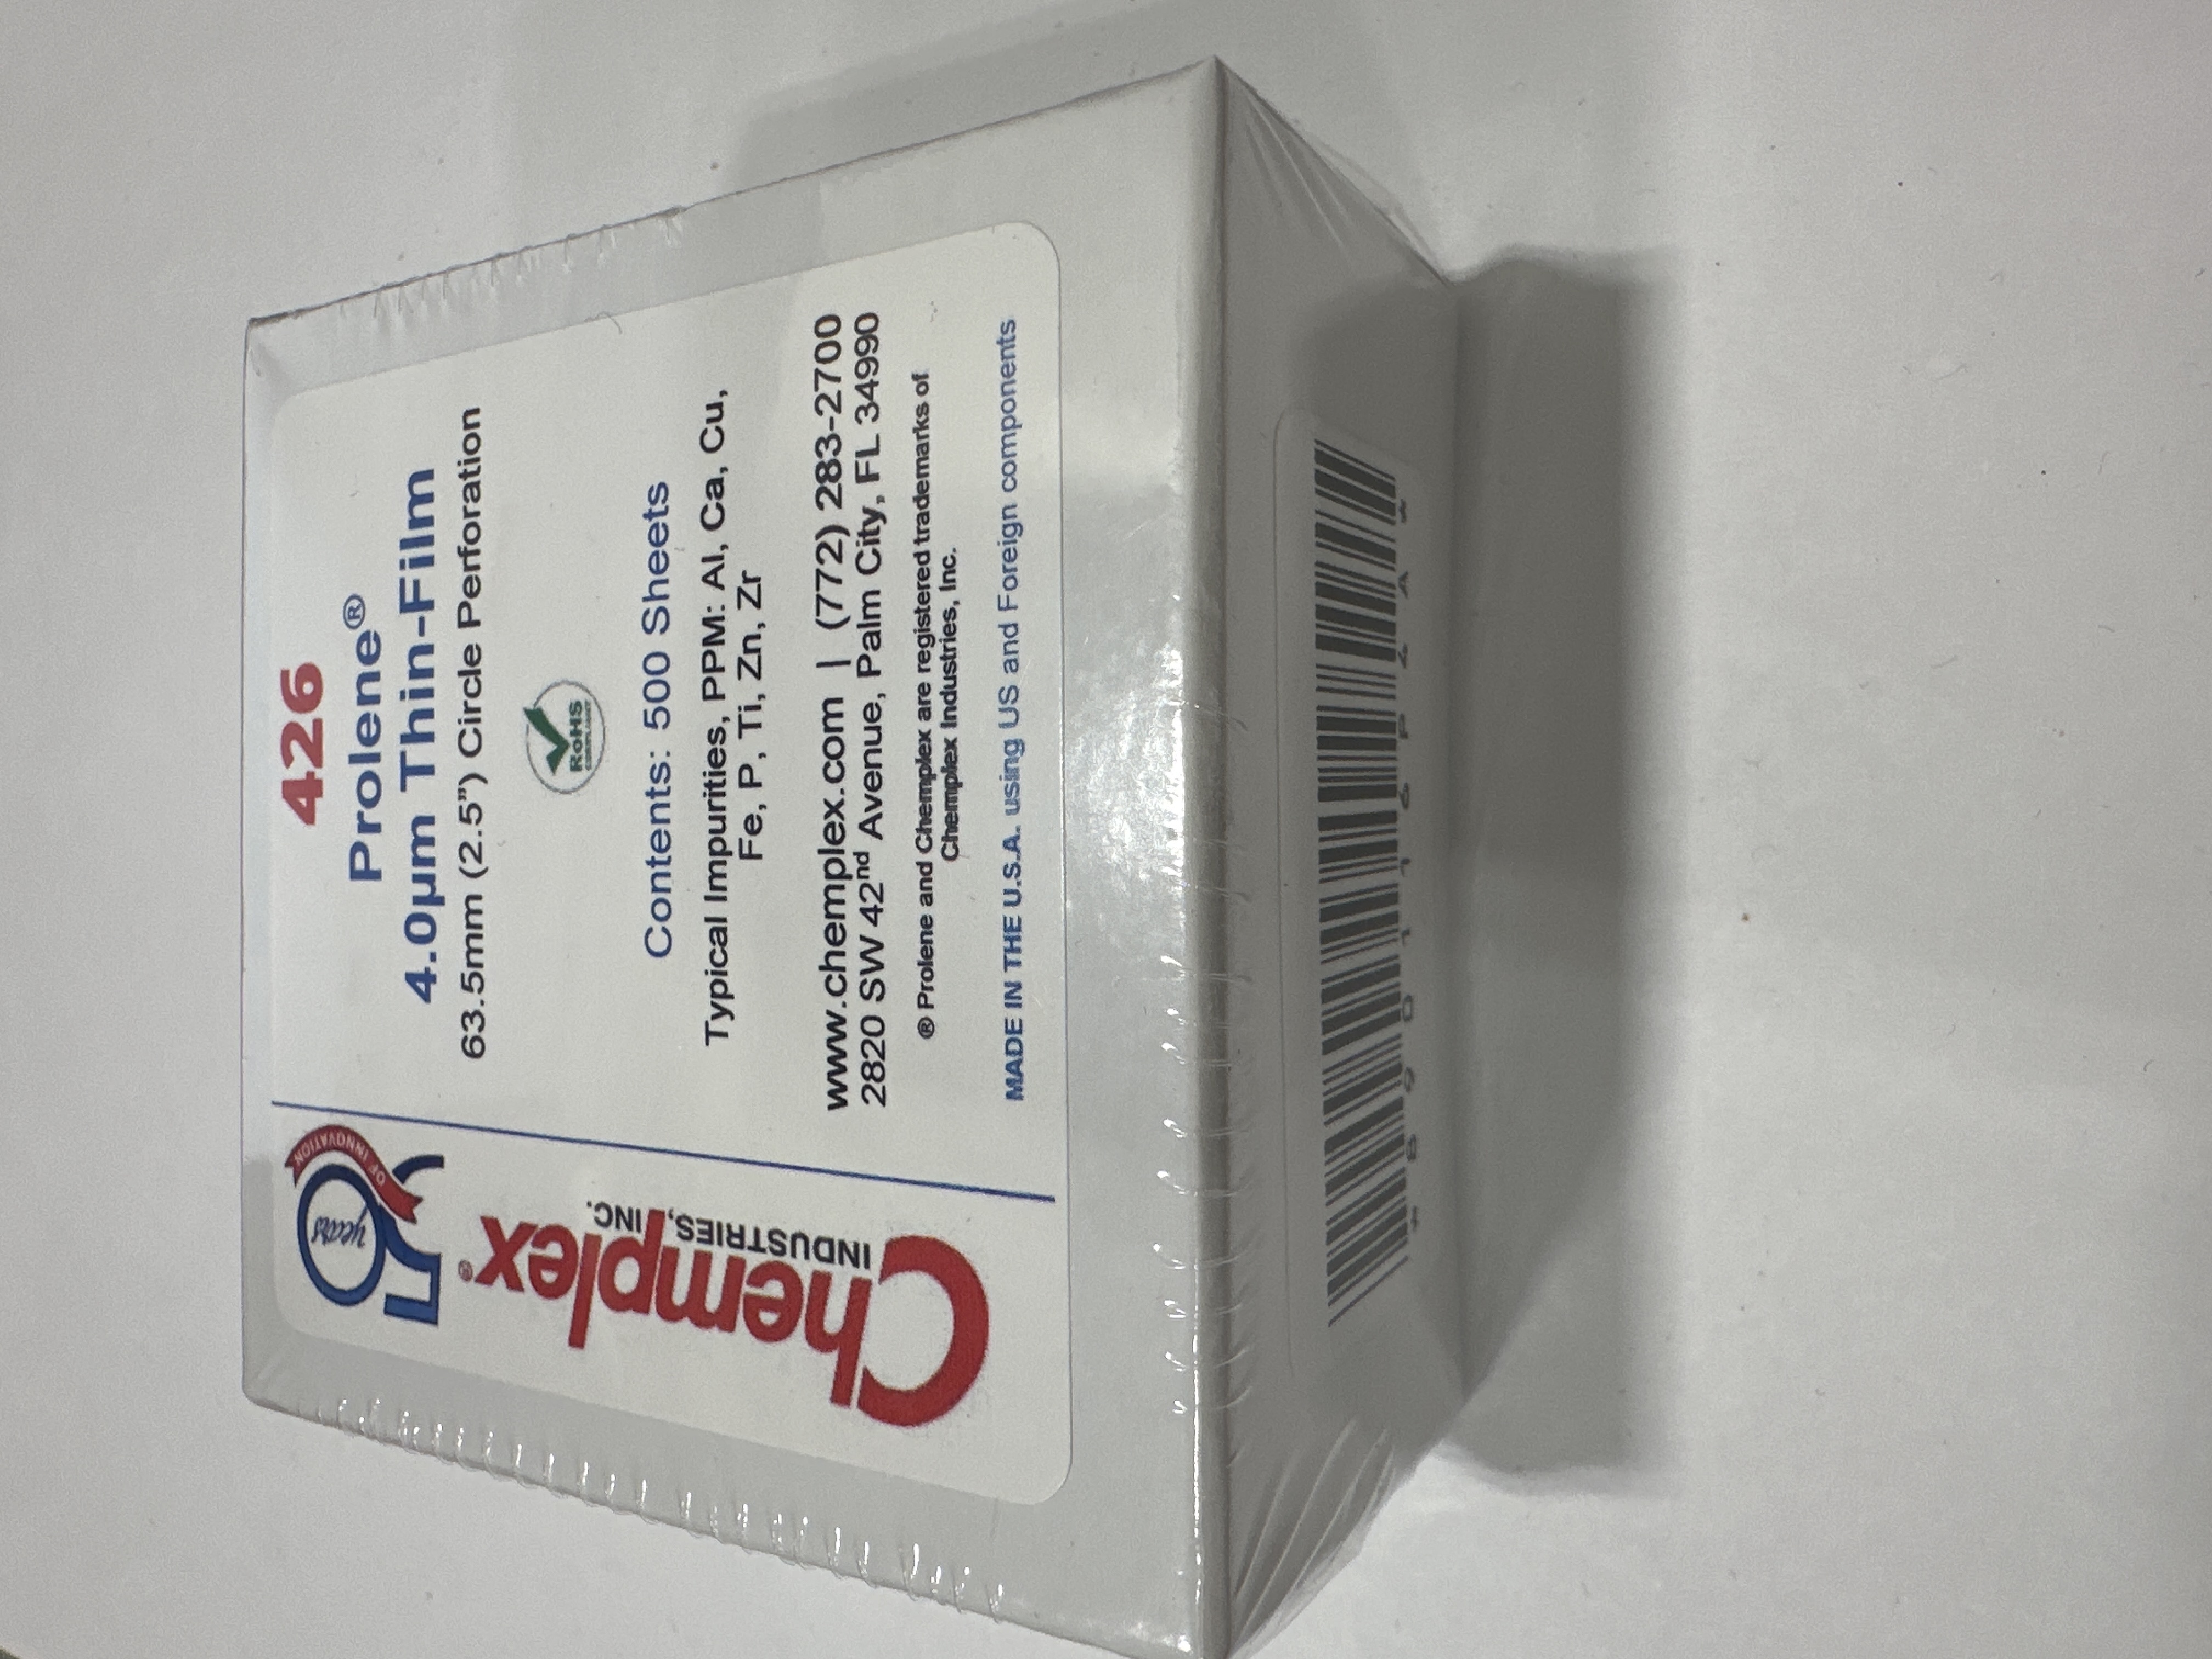 50 years
OF INNOVATION
Chemplex®
INDUSTRIES, INC.
426
Prolene®
4.0µm Thin-Film
63.5mm (2.5”) Circle Perforation
RoHS
COMPLIANT
Contents: 500 Sheets
Typical Impurities, PPM: Al, Ca, Cu,
Fe, P, Ti, Zn, Zr
www.chemplex.com | (772) 283-2700
2820 SW 42nd Avenue, Palm City, FL 34990
® Prolene and Chemplex are registered trademarks of
Chemplex Industries, Inc.
MADE IN THE U.S.A. using US and Foreign components